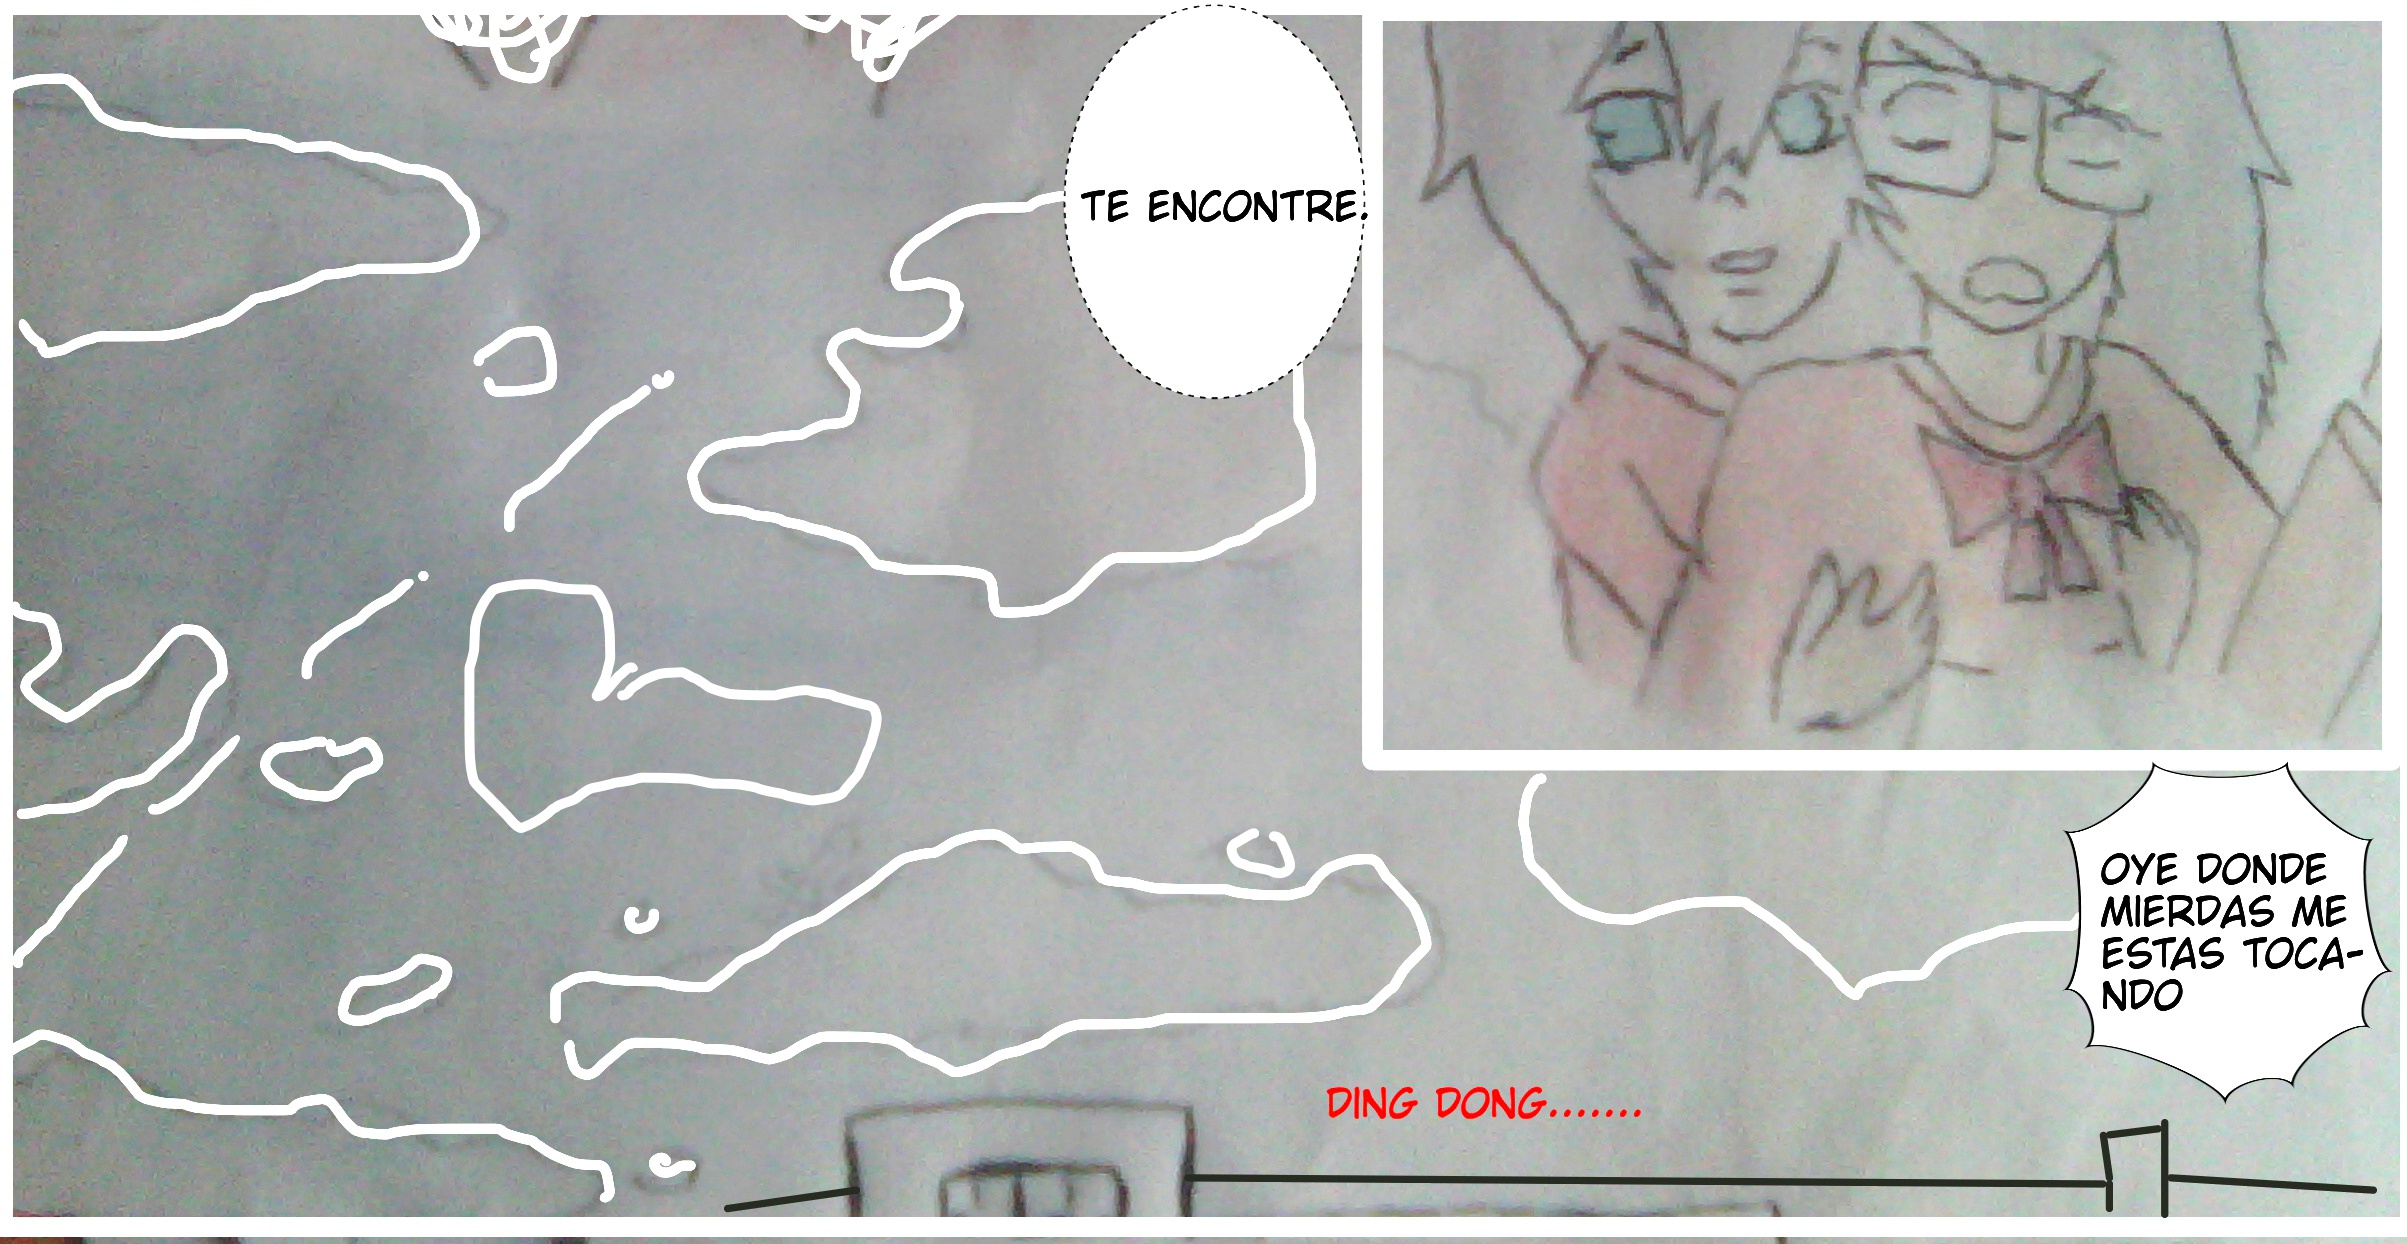 TE ENCONTRE.
OYE DONDE
MIERDAS ME
ESTAS TOCA-
NDO
DING DONG.......